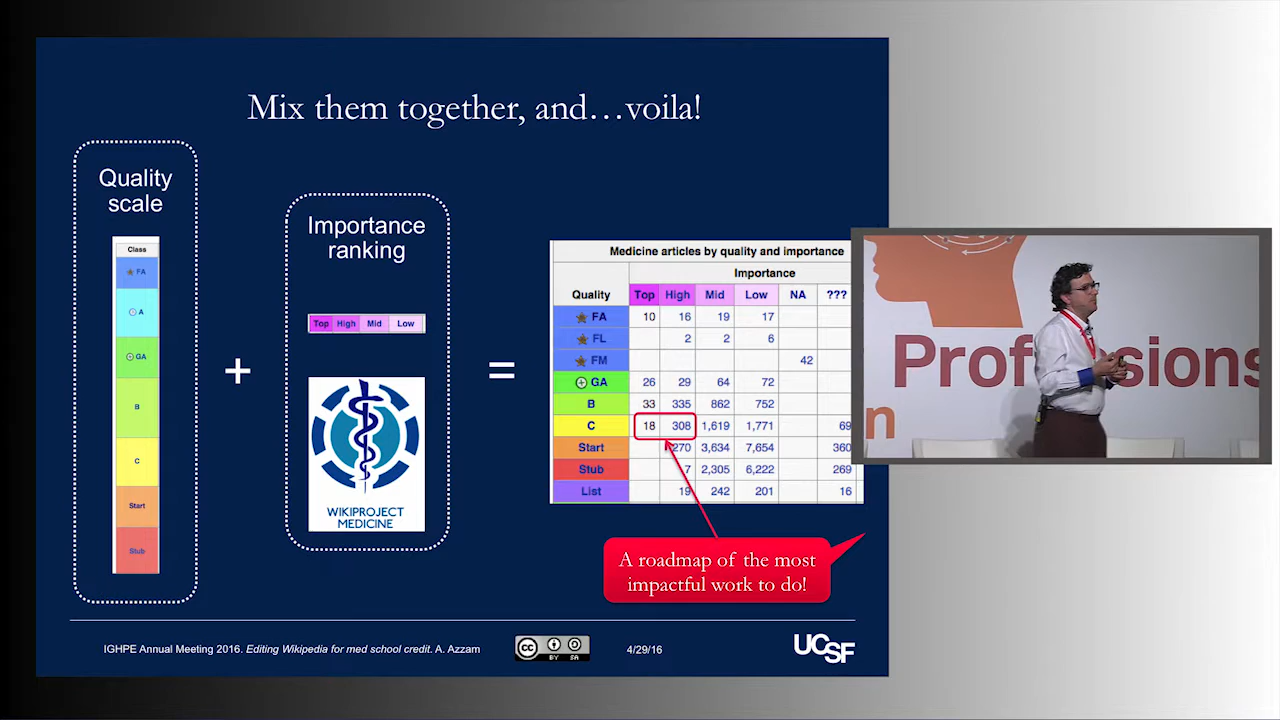 Mix them together, and…voila!
Quality
scale
Class
FA
A
GA
B
C
Start
Stub
+
Importance
ranking
Top High Mid Low
WIKIPROJECT
MEDICINE
=
Medicine articles by quality and importance
Importance
Quality Top High Mid Low NA ???
FA 10 16 19 17
FL 2 2 6
FM 42
GA 26 29 64 72
B 33 335 862 752
C 18 308 1,619 1,771 69
Start 270 3,634 7,654 360
Stub 7 2,305 6,222 269
List 19 242 201 16
A roadmap of the most
impactful work to do!
IGHPE Annual Meeting 2016. Editing Wikipedia for med school credit. A. Azzam
cc BY SA
4/29/16
UCSF